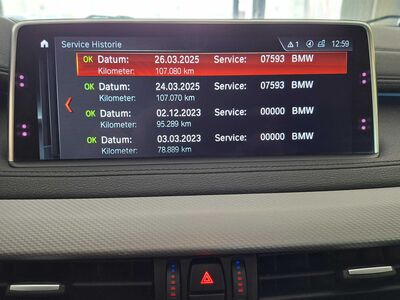 Service Historie
1
12:59
OK Datum: 26.03.2025 Service: 07593 BMW
Kilometer: 107.080 km
OK Datum: 24.03.2025 Service: 07593 BMW
Kilometer: 107.070 km
OK Datum: 02.12.2023 Service: 00000 BMW
Kilometer: 95.289 km
OK Datum: 03.03.2023 Service: 00000 BMW
Kilometer: 78.889 km